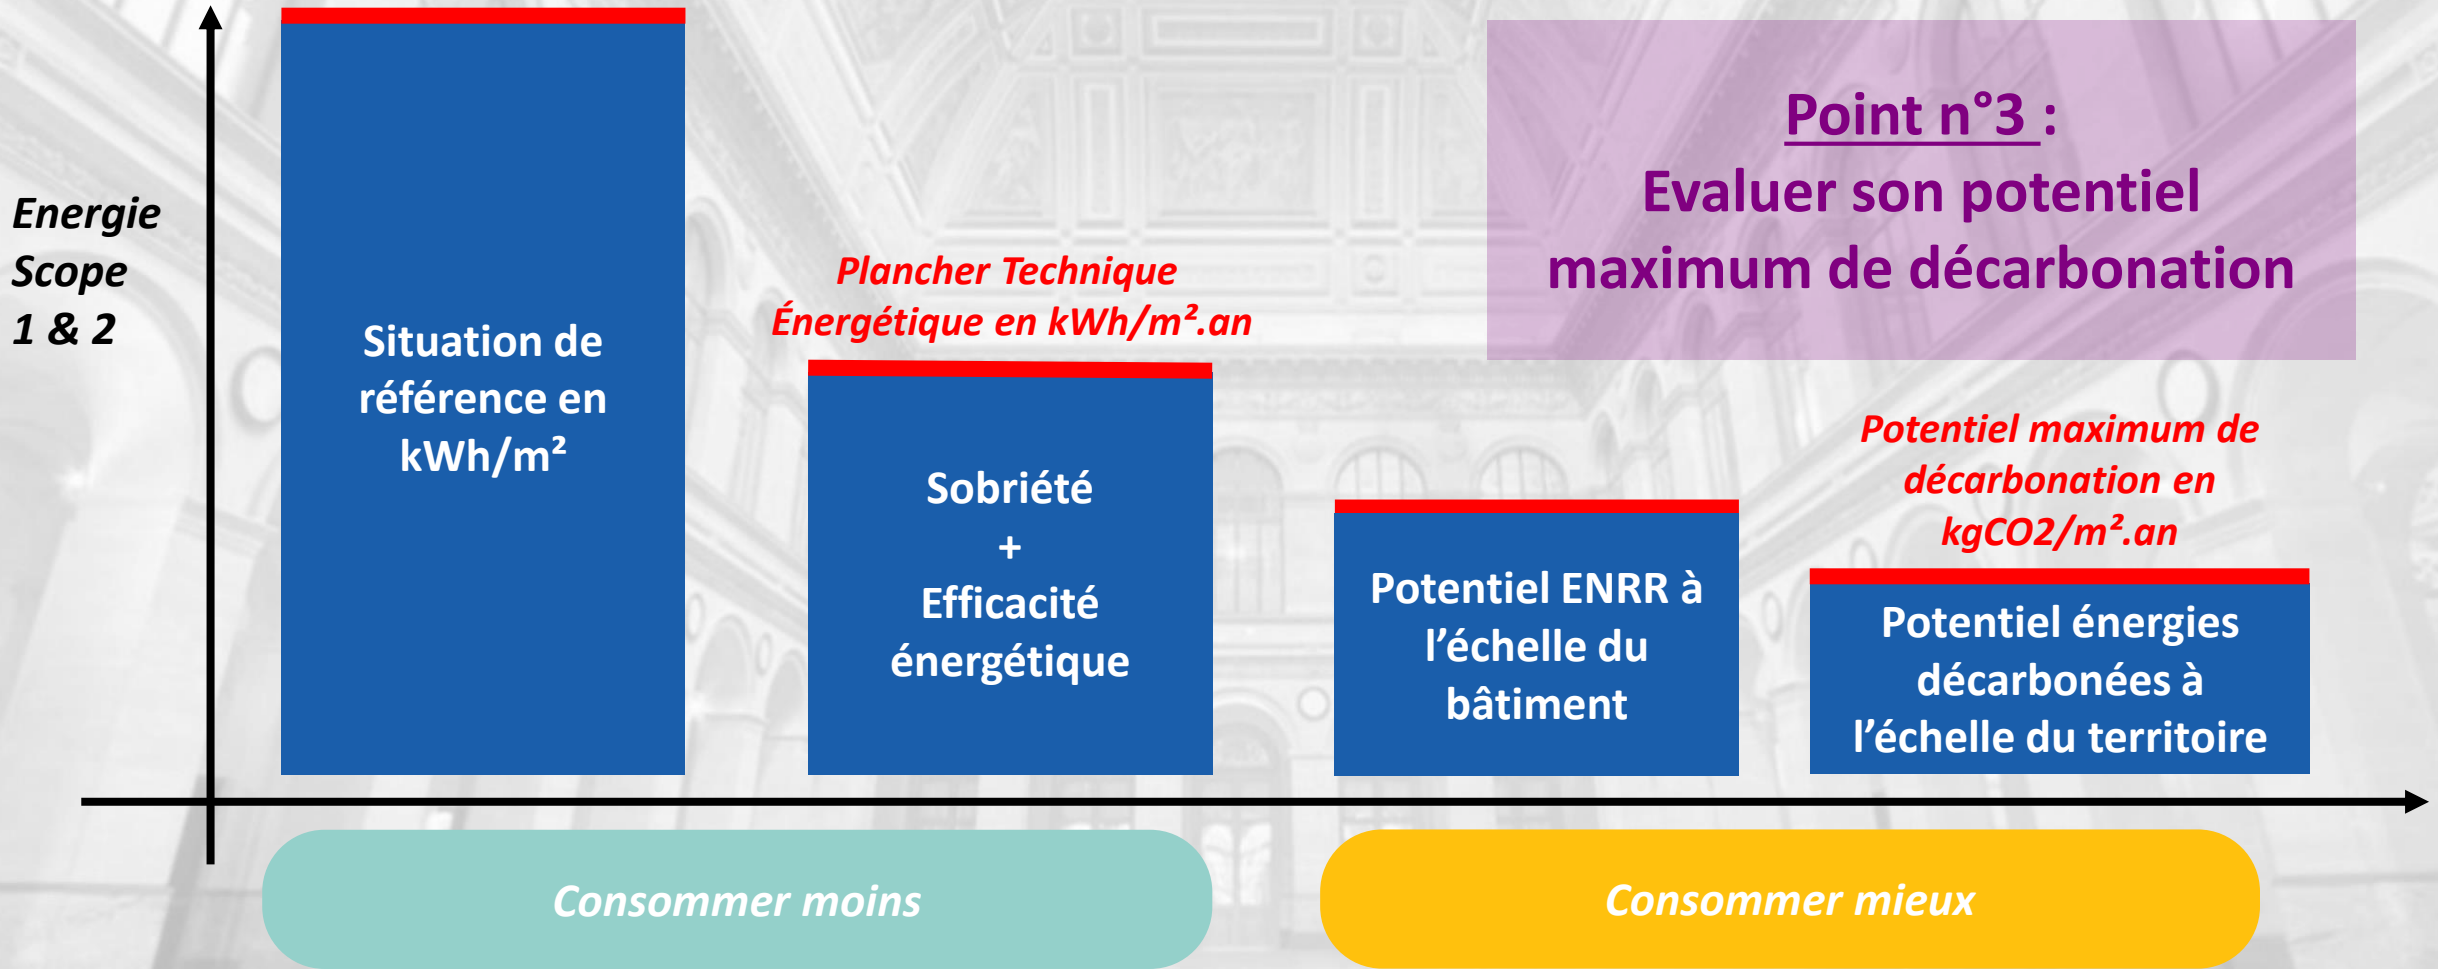 Energie
Scope
1 & 2
Situation de
référence en
kWh/m²
Plancher Technique
Énergétique en kWh/m².an
Sobriété
+
Efficacité
énergétique
Point n°3 :
Evaluer son potentiel
maximum de décarbonation
Potentiel ENRR à
l’échelle du
bâtiment
Potentiel maximum de
décarbonation en
kgCO2/m².an
Potentiel énergies
décarbonées à
l’échelle du territoire
Consommer moins
Consommer mieux